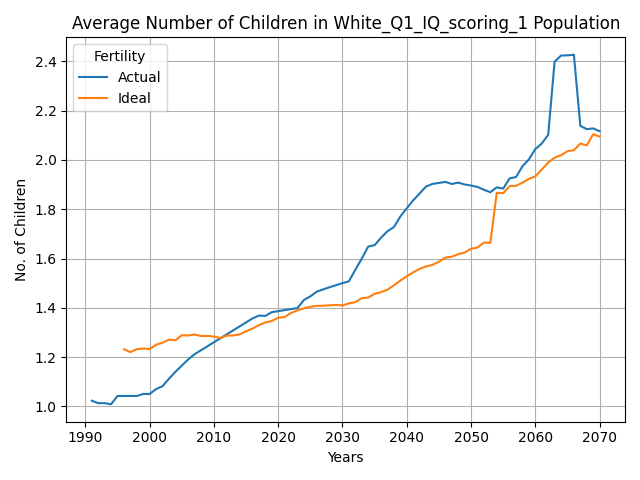 Average Number of Children in White_Q1_IQ_scoring_1 Population
Fertility
Actual
Ideal
No. of Children
2.4
2.2
2.0
1.8
1.6
1.4
1.2
1.0
1990 2000 2010 2020 2030 2040 2050 2060 2070
Years